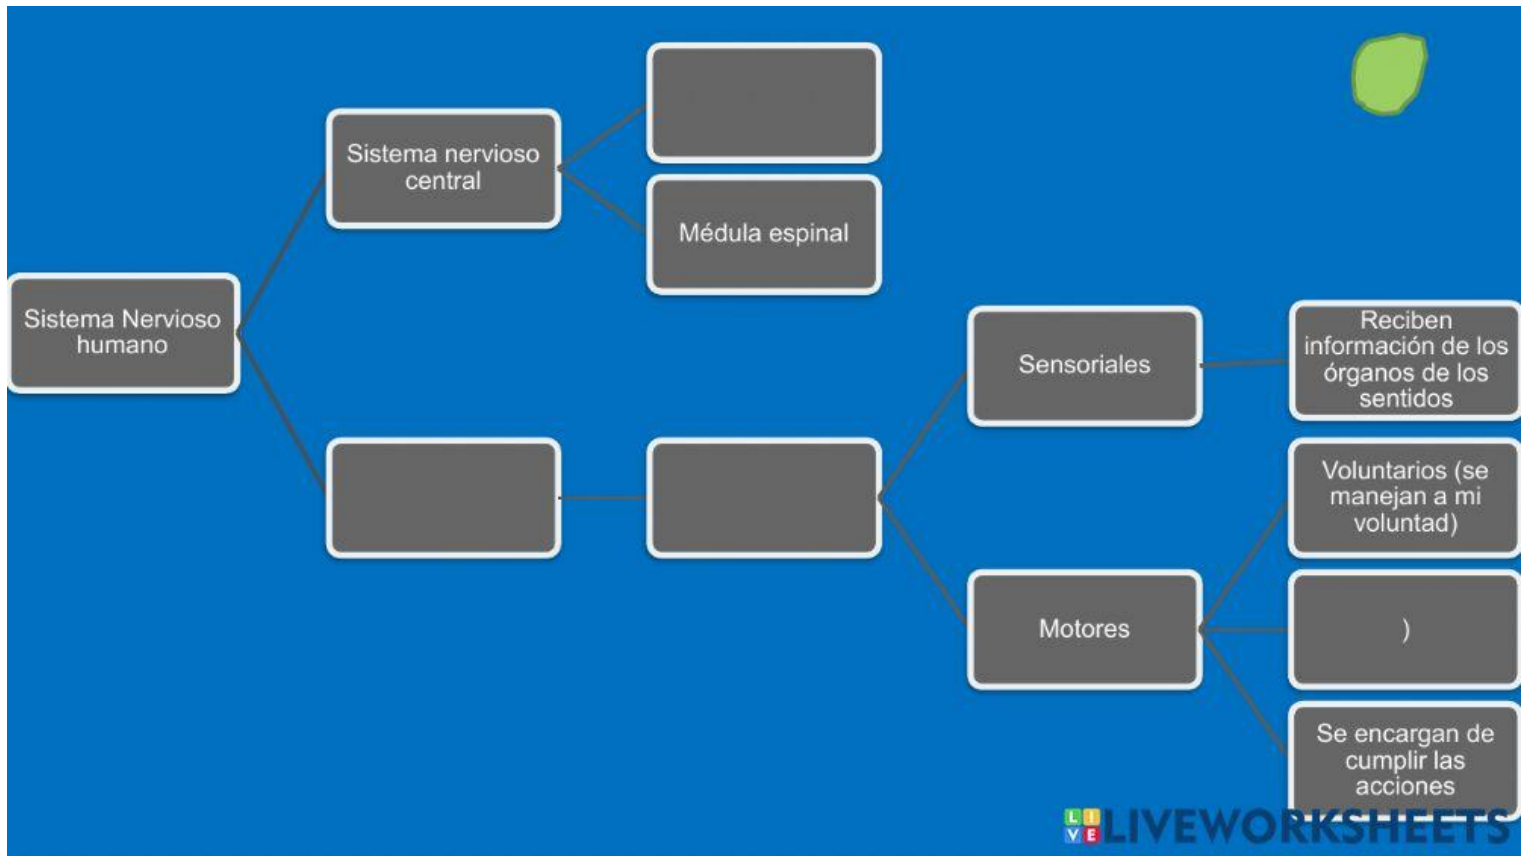 Sistema nervioso
central
Médula espinal
Sistema Nervioso
humano
Sensoriales
Reciben
información de los
órganos de los
sentidos
Voluntarios (se
manejan a mi
voluntad)
Motores
)
Se encargan de
cumplir las
acciones
LIVE LIVEWORKSHEETS